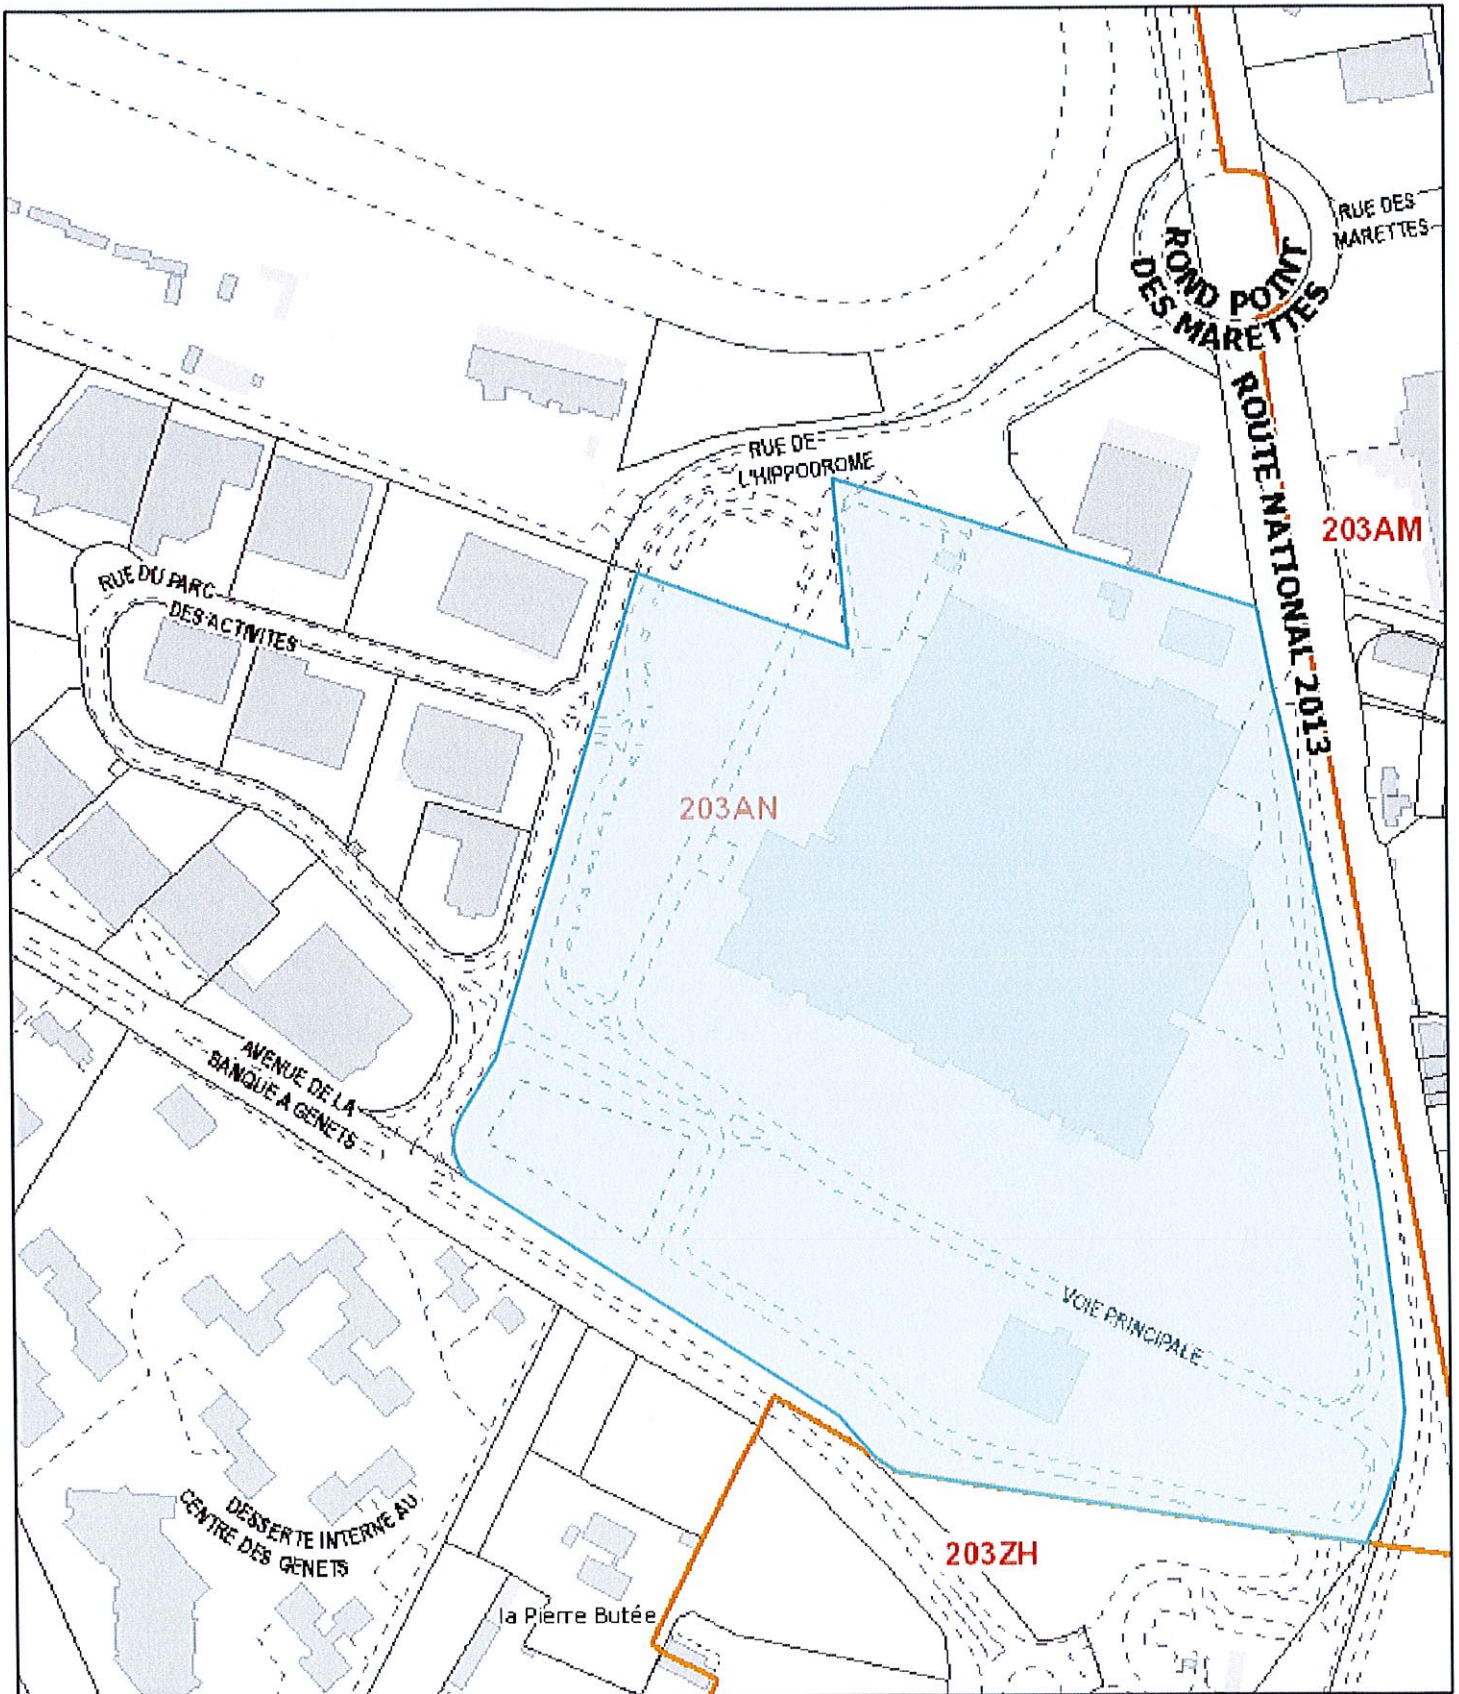 RUE DES
MARETTES
ROND POINT
DES MARETTES
ROUTE NATIONAL 2013
RUE DE
L'HIPPODROME
203AM
RUE DU PARC
DES ACTIVITES
203AN
AVENUE DE LA
BANQUE A GENETS
VOIE PRINCIPALE
DESSERTE INTERNE AU
CENTRE DES GENETS
203ZH
la Pierre Butée